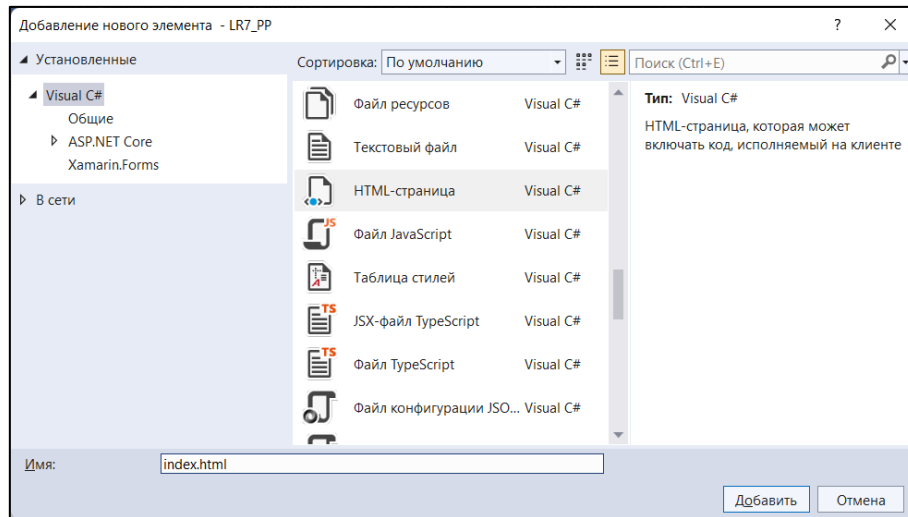 Добавление нового элемента - LR7_PP
?
Установленные
Visual C#
Общие
ASP.NET Core
Xamarin.Forms
В сети
Сортировка: По умолчанию
Поиск (Ctrl+E)
Файл ресурсов Visual C#
Текстовый файл Visual C#
HTML-страница Visual C#
JS Файл JavaScript Visual C#
Таблица стилей Visual C#
TS JSX-файл TypeScript Visual C#
TS Файл TypeScript Visual C#
Файл конфигурации JSO... Visual C#
Тип: Visual C#
HTML-страница, которая может
включать код, исполняемый на клиенте
Имя: index.html
Добавить Отмена